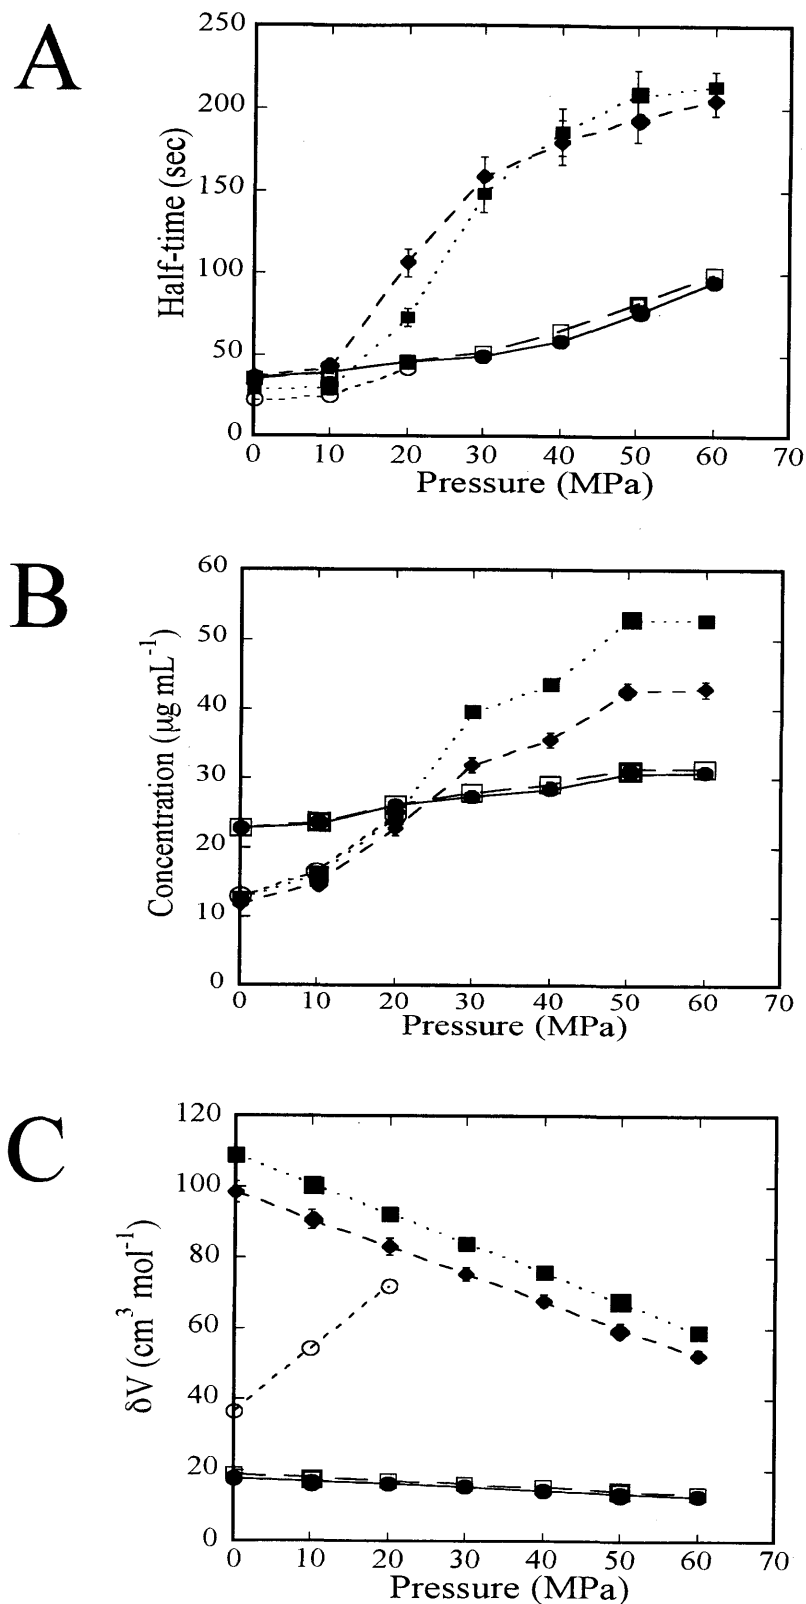 A
250
200
150
100
50
0
Half-time (sec)
0 10 20 30 40 50 60 70
Pressure (MPa)
B
60
50
40
30
20
10
0
Concentration (μg mL⁻¹)
0 10 20 30 40 50 60 70
Pressure (MPa)
C
120
100
80
60
40
20
0
δV (cm³ mol⁻¹)
0 10 20 30 40 50 60 70
Pressure (MPa)